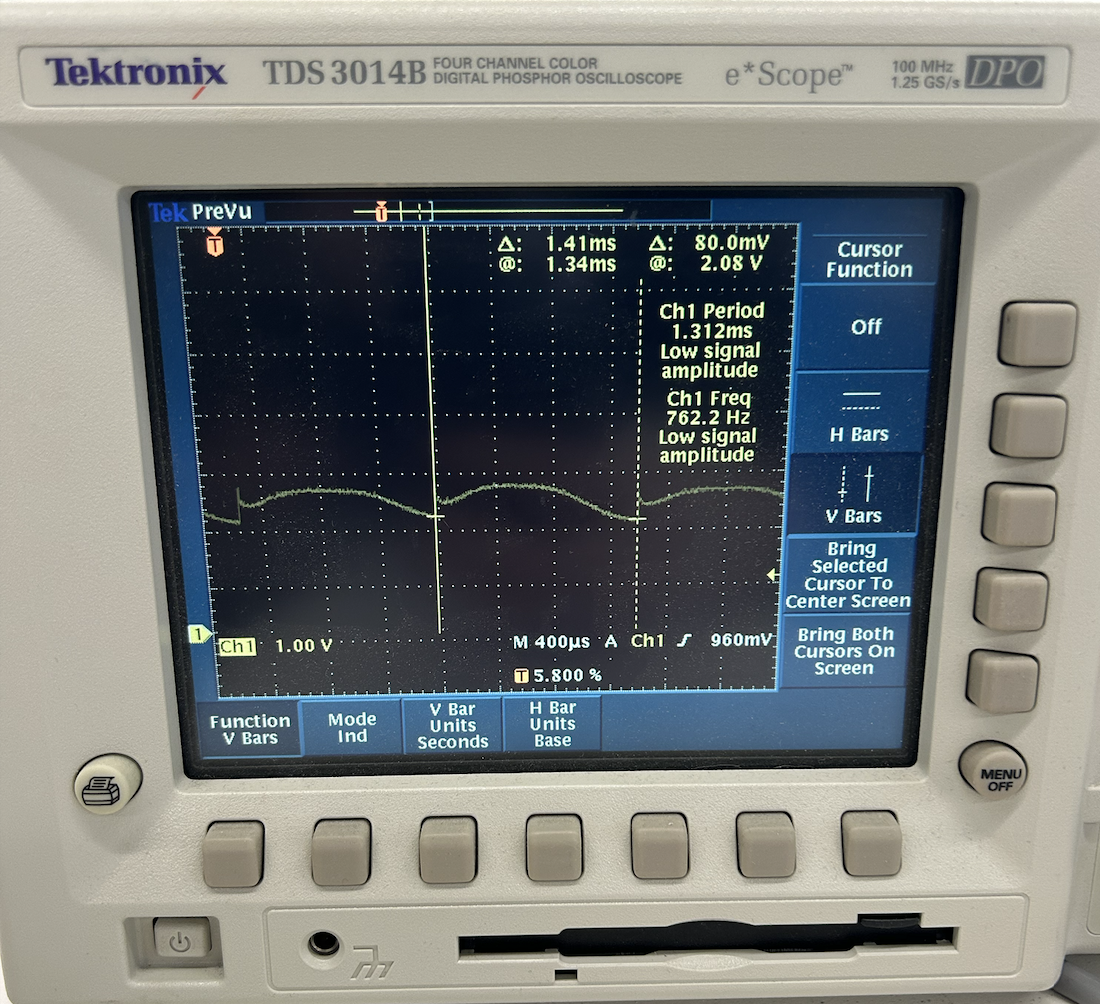 Tektronix TDS 3014B FOUR CHANNEL COLOR
DIGITAL PHOSPHOR OSCILLOSCOPE
e*Scope™
100 MHz
1.25 GS/s
DPO
Tek PreVu
T
T
Δ: 1.41ms Δ: 80.0mV
@: 1.34ms @: 2.08 V
Ch1 Period
1.312ms
Low signal
amplitude
Ch1 Freq
762.2 Hz
Low signal
amplitude
1
Ch1 1.00 V M 400µs A Ch1 960mV
T 5.800 %
Cursor
Function
Off
H Bars
V Bars
Bring
Selected
Cursor To
Center Screen
Bring Both
Cursors On
Screen
Function
V Bars
Mode
Ind
V Bar
Units
Seconds
H Bar
Units
Base
MENU
OFF